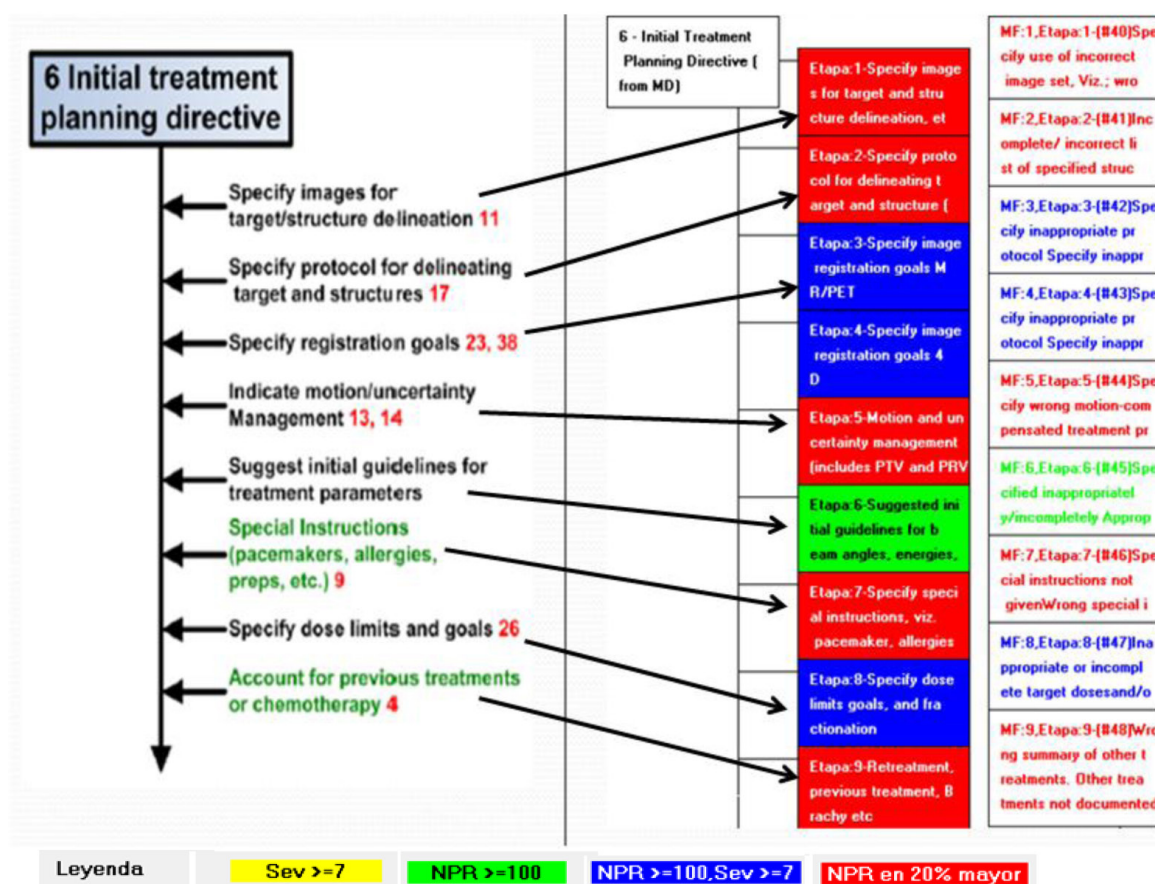 6 Initial treatment
planning directive
Specify images for
target/structure delineation 11
Specify protocol for delineating
target and structures 17
Specify registration goals 23, 38
Indicate motion/uncertainty
Management 13, 14
Suggest initial guidelines for
treatment parameters
Special Instructions
(pacemakers, allergies,
preps, etc.) 9
Specify dose limits and goals 26
Account for previous treatments
or chemotherapy 4
6 - Initial Treatment
Planning Directive (
from MD)
Etapa:1-Specify image
s for target and stru
cture delineation, et
Etapa:2-Specify proto
col for delineating t
arget and structure (
Etapa:3-Specify image
registration goals M
R/PET
Etapa:4-Specify image
registration goals 4
D
Etapa:5-Motion and un
certainty management
(includes PTV and PRV
Etapa:6-Suggested ini
tial guidelines for b
eam angles, energies,
Etapa:7-Specify speci
al instructions, viz.
pacemaker, allergies
Etapa:8-Specify dose
limits goals, and fra
ctionation
Etapa:9-Retreatment,
previous treatment, B
rachy etc
MF:1,Etapa:1-(#40)Spe
cify use of incorrect
image set, Viz.; wro
MF:2,Etapa:2-(#41)Inc
omplete/ incorrect li
st of specified struc
MF:3,Etapa:3-(#42)Spe
cify inappropriate pr
otocol Specify inappr
MF:4,Etapa:4-(#43)Spe
cify inappropriate pr
otocol Specify inappr
MF:5,Etapa:5-(#44)Spe
cify wrong motion-com
pensated treatment pr
MF:6,Etapa:6-(#45)Spe
cified inappropriatel
y/incompletely Approp
MF:7,Etapa:7-(#46)Spe
cial instructions not
givenWrong special i
MF:8,Etapa:8-(#47)Ina
ppropriate or incompl
ete target dosesand/o
MF:9,Etapa:9-(#48)Wro
ng summary of other t
reatments. Other trea
tments not documented
Leyenda Sev >=7 NPR >=100 NPR >=100,Sev >=7 NPR en 20% mayor